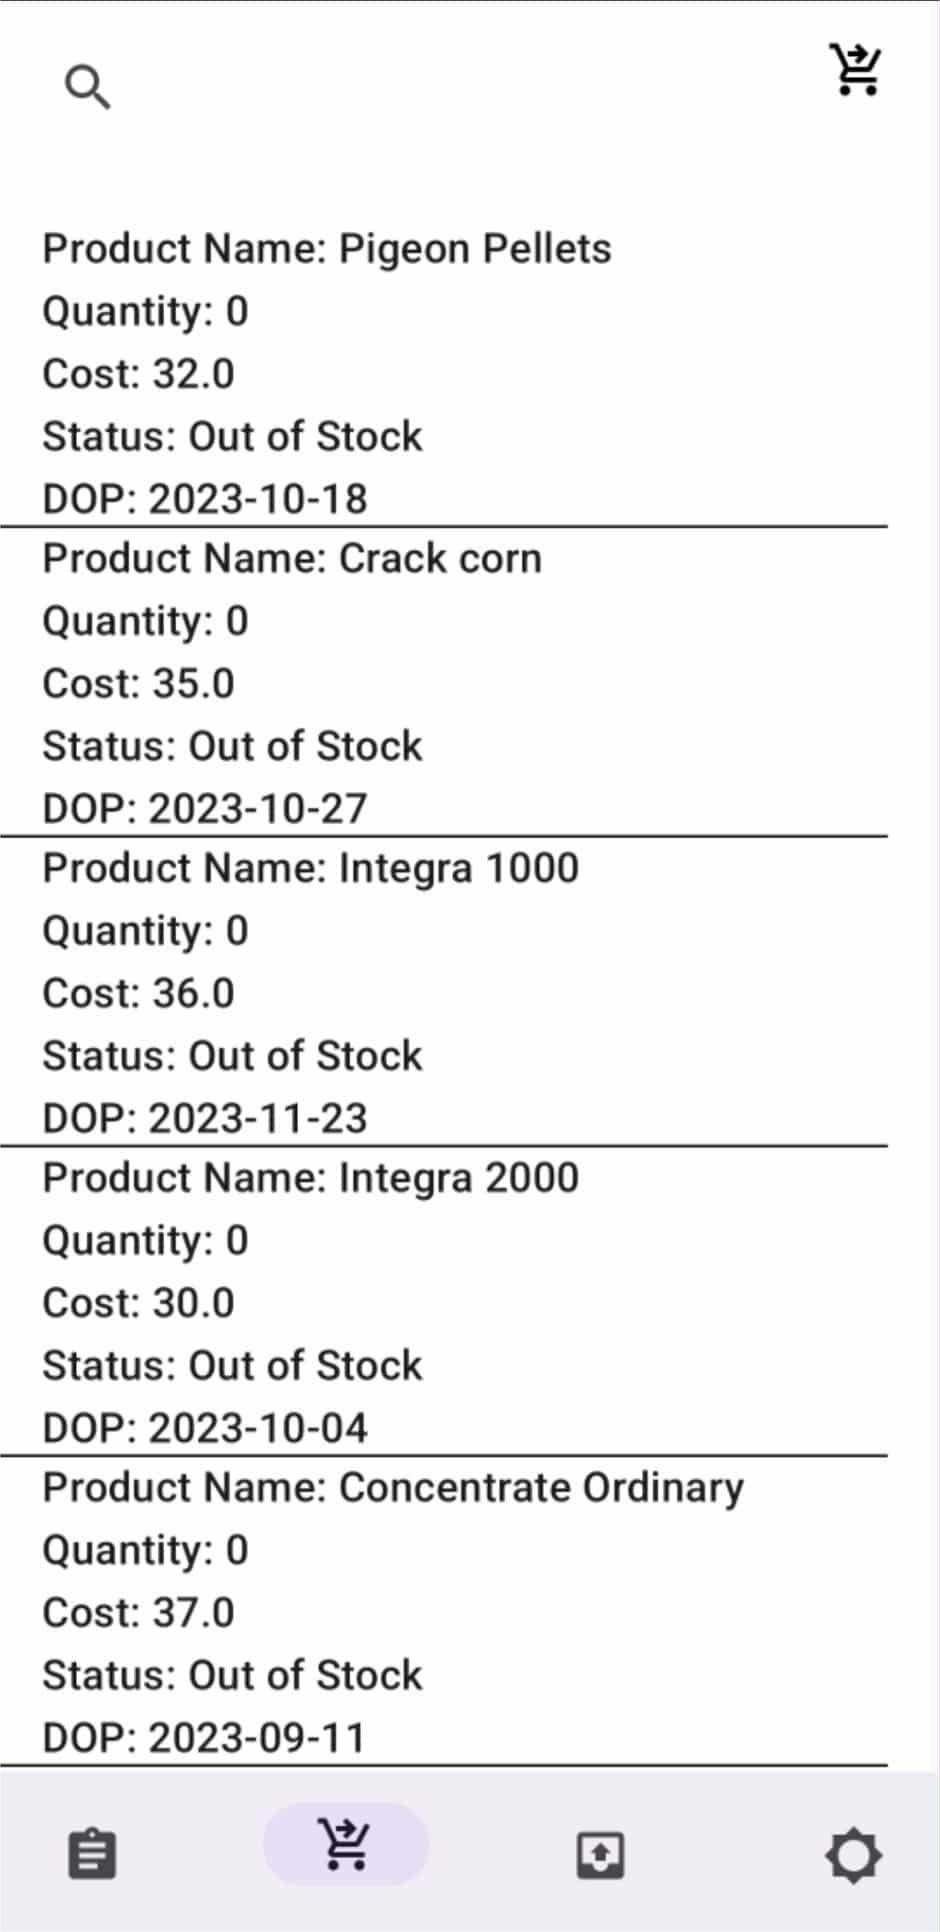 Product Name: Pigeon Pellets
Quantity: 0
Cost: 32.0
Status: Out of Stock
DOP: 2023-10-18
Product Name: Crack corn
Quantity: 0
Cost: 35.0
Status: Out of Stock
DOP: 2023-10-27
Product Name: Integra 1000
Quantity: 0
Cost: 36.0
Status: Out of Stock
DOP: 2023-11-23
Product Name: Integra 2000
Quantity: 0
Cost: 30.0
Status: Out of Stock
DOP: 2023-10-04
Product Name: Concentrate Ordinary
Quantity: 0
Cost: 37.0
Status: Out of Stock
DOP: 2023-09-11